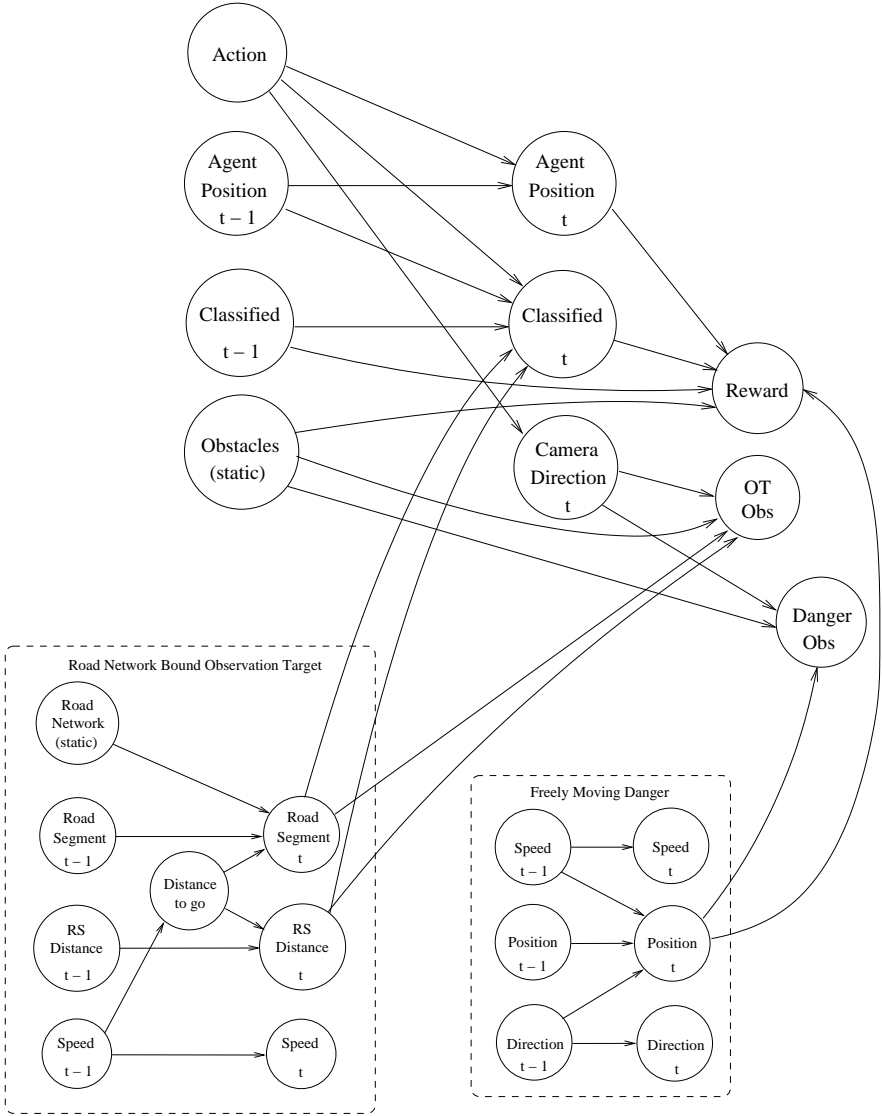 Action
Agent
Position
t – 1
Agent
Position
t
Classified
t – 1
Classified
t
Reward
Obstacles
(static)
Camera
Direction
t
OT
Obs
Danger
Obs
Road Network Bound Observation Target
Road
Network
(static)
Road
Segment
t – 1
Road
Segment
t
Distance
to go
RS
Distance
t – 1
RS
Distance
t
Speed
t – 1
Speed
t
Freely Moving Danger
Speed
t – 1
Speed
t
Position
t – 1
Position
t
Direction
t – 1
Direction
t